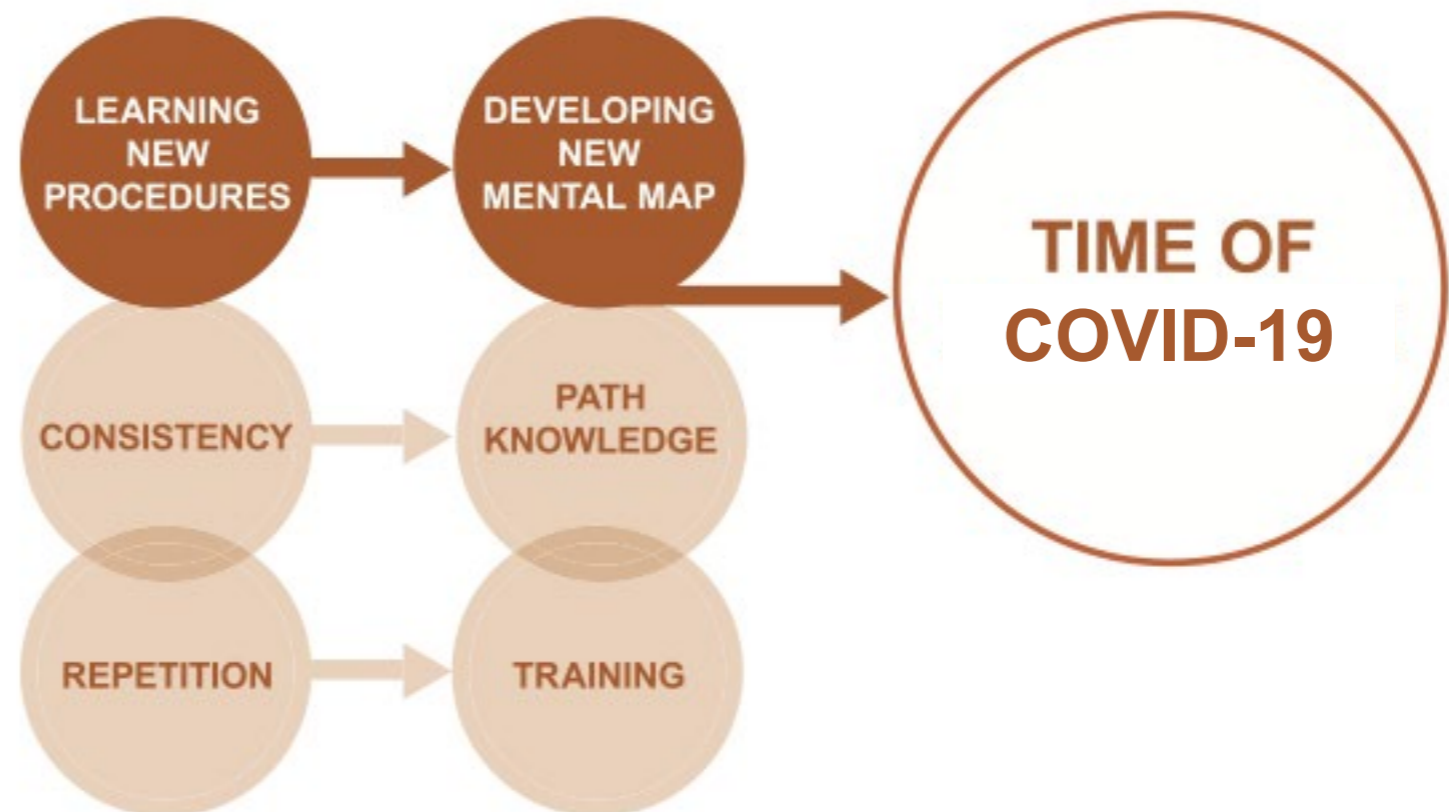 LEARNING
NEW
PROCEDURES
DEVELOPING
NEW
MENTAL MAP
TIME OF
COVID-19
CONSISTENCY
PATH
KNOWLEDGE
REPETITION
TRAINING